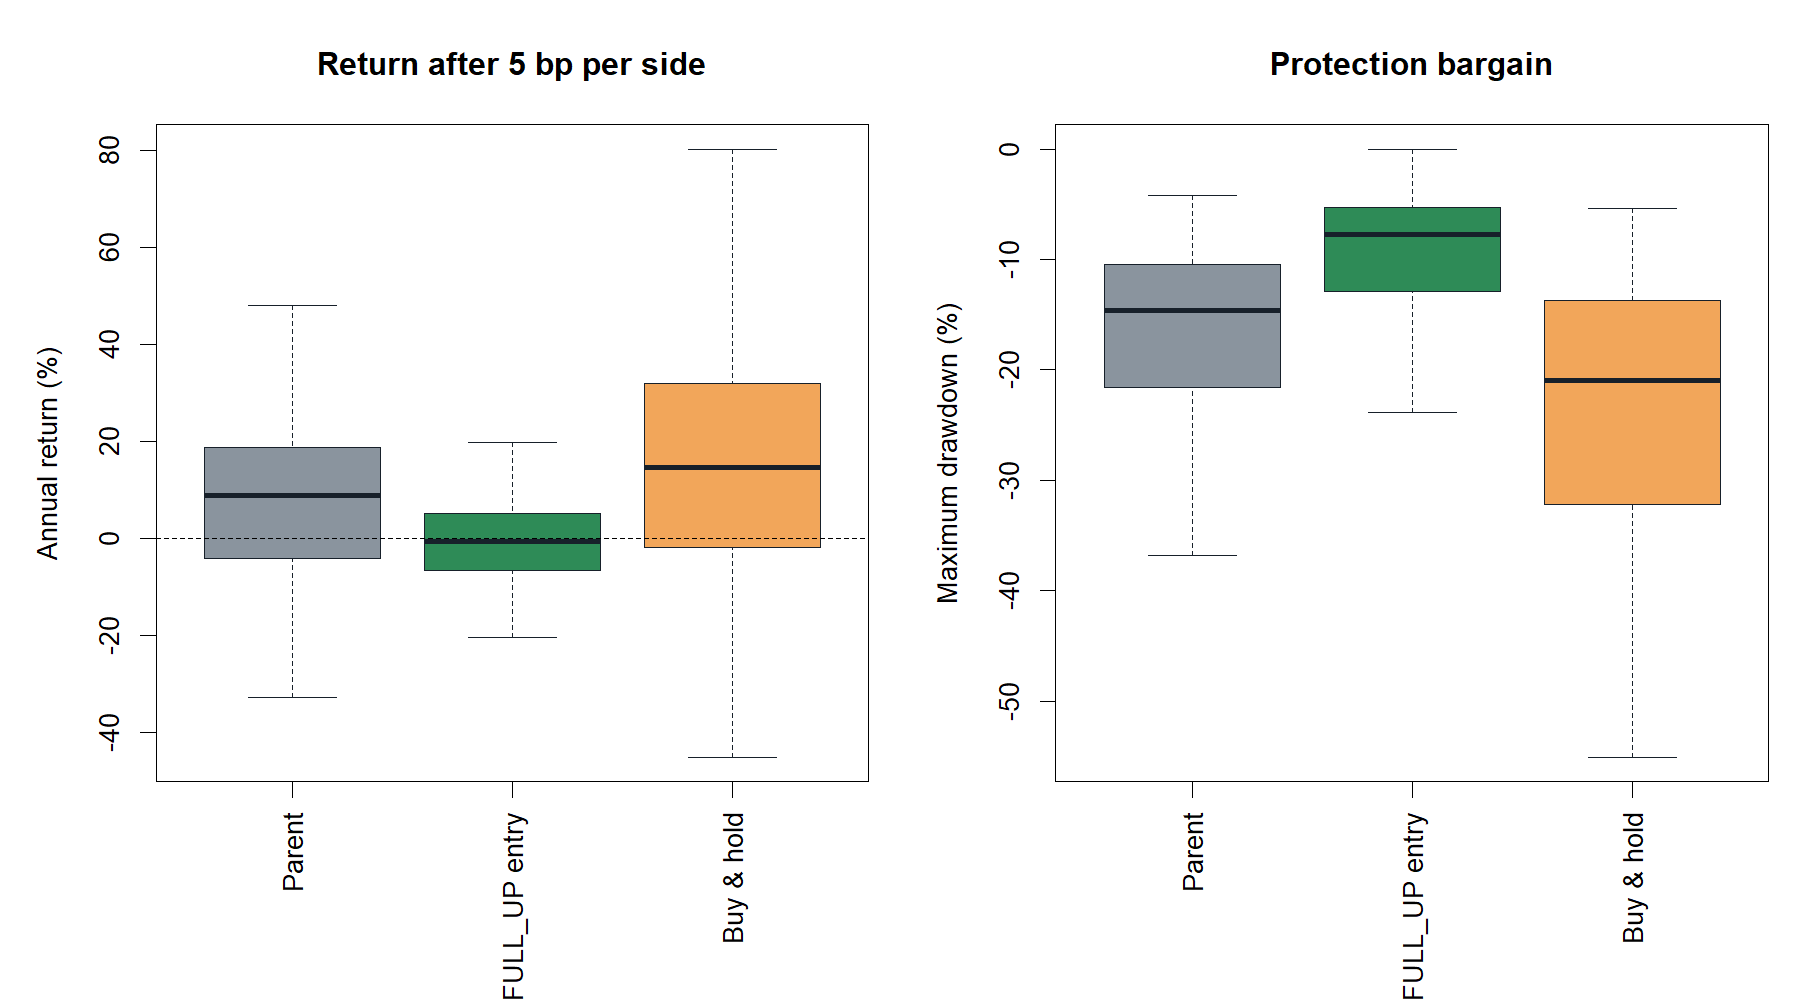 Return after 5 bp per side
Annual return (%)
80
60
40
20
0
-20
-40
Parent
FULL_UP entry
Buy & hold
Protection bargain
Maximum drawdown (%)
0
-10
-20
-30
-40
-50
Parent
FULL_UP entry
Buy & hold